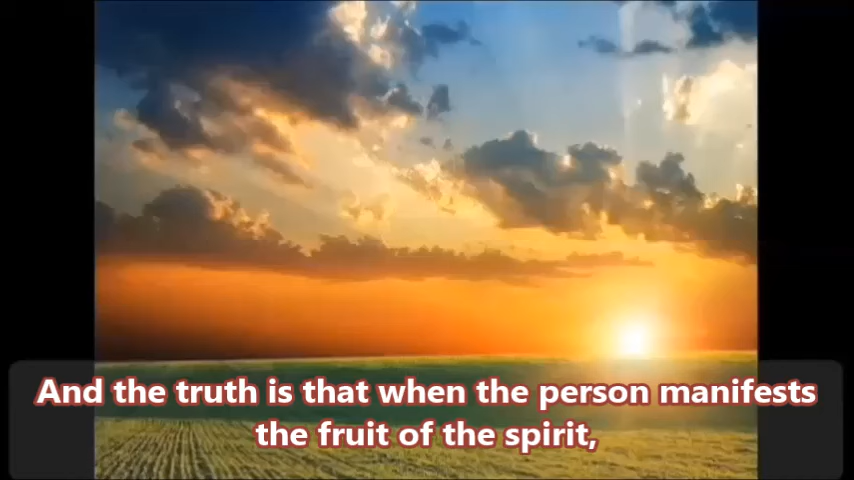 And the truth is that when the person manifests
the fruit of the spirit,